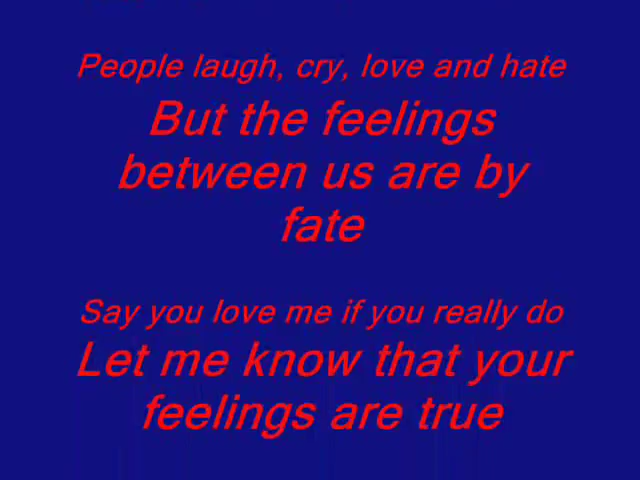 People laugh, cry, love and hate
But the feelings
between us are by
fate
Say you love me if you really do
Let me know that your
feelings are true